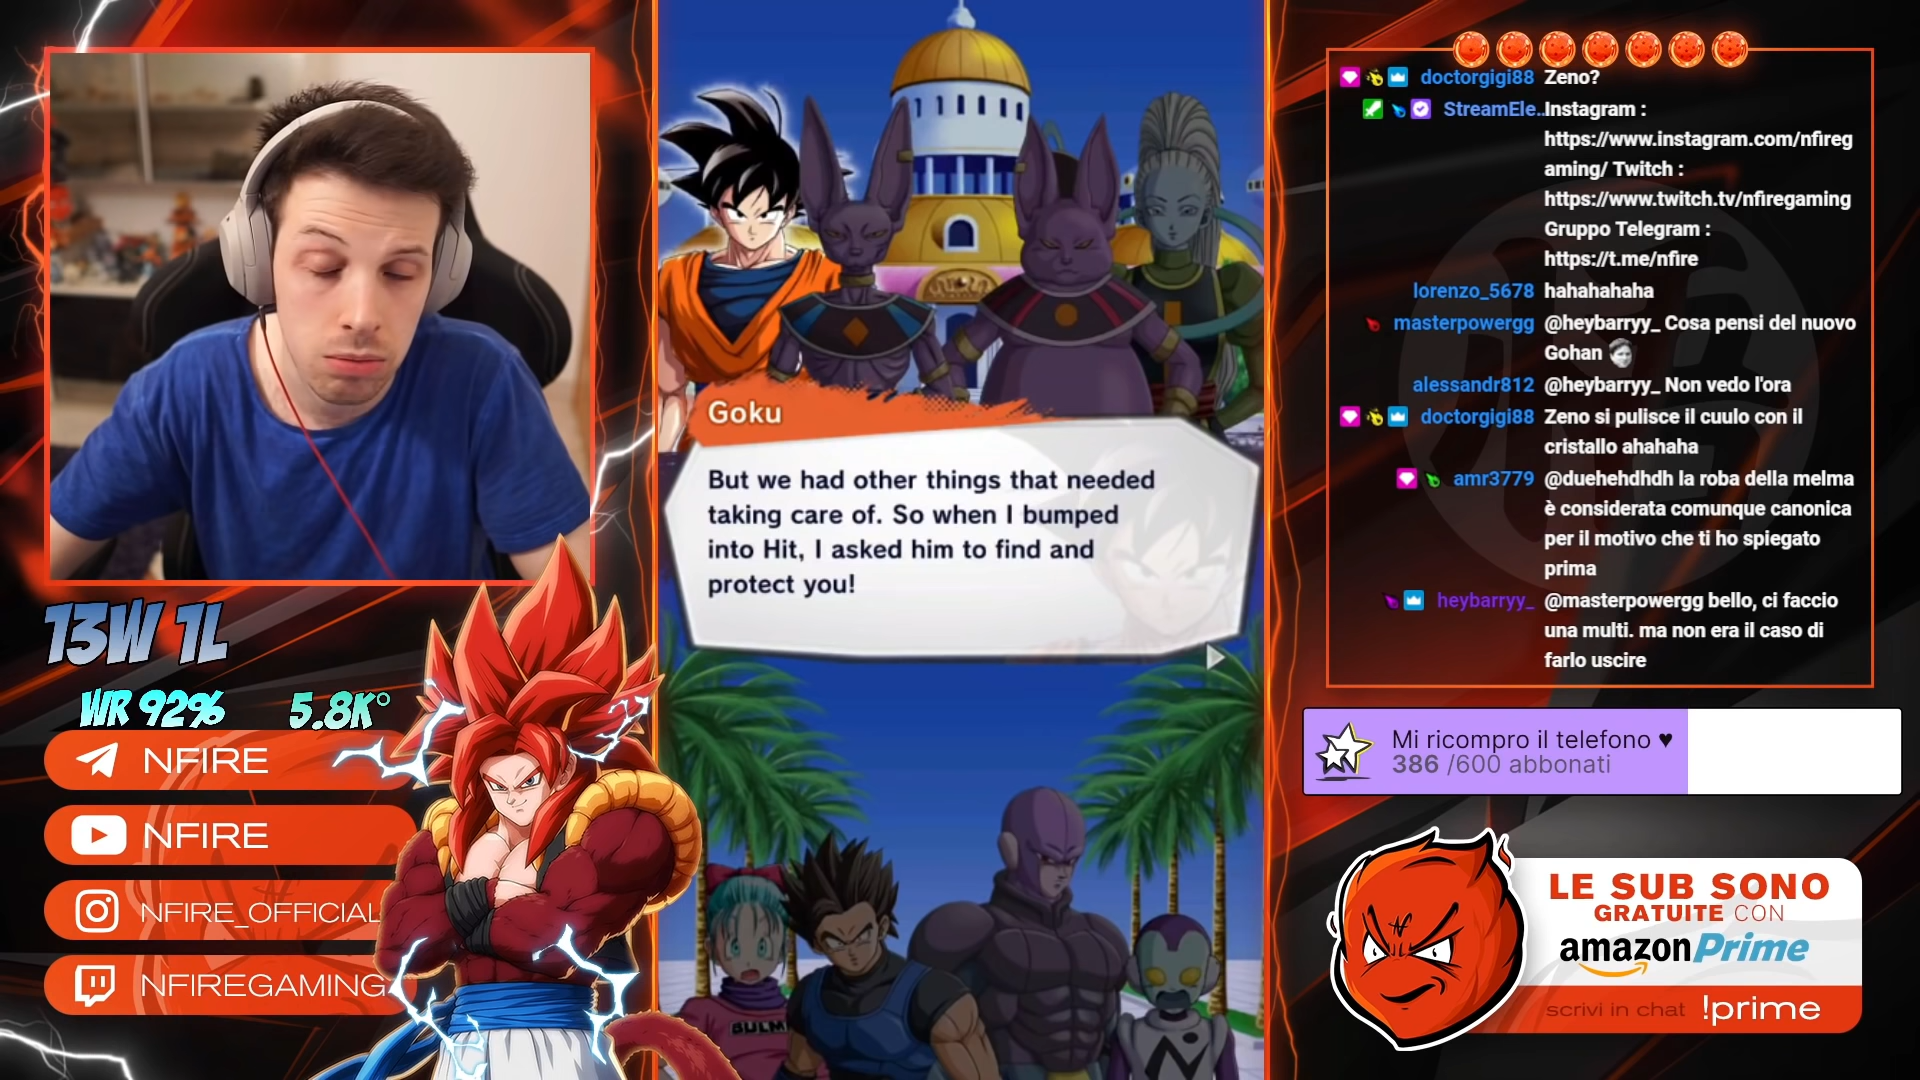 13W 1L
WR 92%
5.8K°
NFIRE
NFIRE
NFIRE_OFFICIAL
NFIREGAMING
Goku
But we had other things that needed
taking care of. So when I bumped
into Hit, I asked him to find and
protect you!
BULM
doctorgigi88 Zeno?
StreamEle.. Instagram :
https://www.instagram.com/nfireg
aming/ Twitch :
https://www.twitch.tv/nfiregaming
Gruppo Telegram :
https://t.me/nfire
lorenzo_5678 hahahahaha
masterpowergg @heybarryy_ Cosa pensi del nuovo
Gohan
alessandr812 @heybarryy_ Non vedo l'ora
doctorgigi88 Zeno si pulisce il cuulo con il
cristallo ahahaha
amr3779 @duehehdhdh la roba della melma
è considerata comunque canonica
per il motivo che ti ho spiegato
prima
heybarryy_ @masterpowergg bello, ci faccio
una multi. ma non era il caso di
farlo uscire
Mi ricompro il telefono ♥
386 /600 abbonati
LE SUB SONO
GRATUITE CON
amazonPrime
scrivi in chat !prime